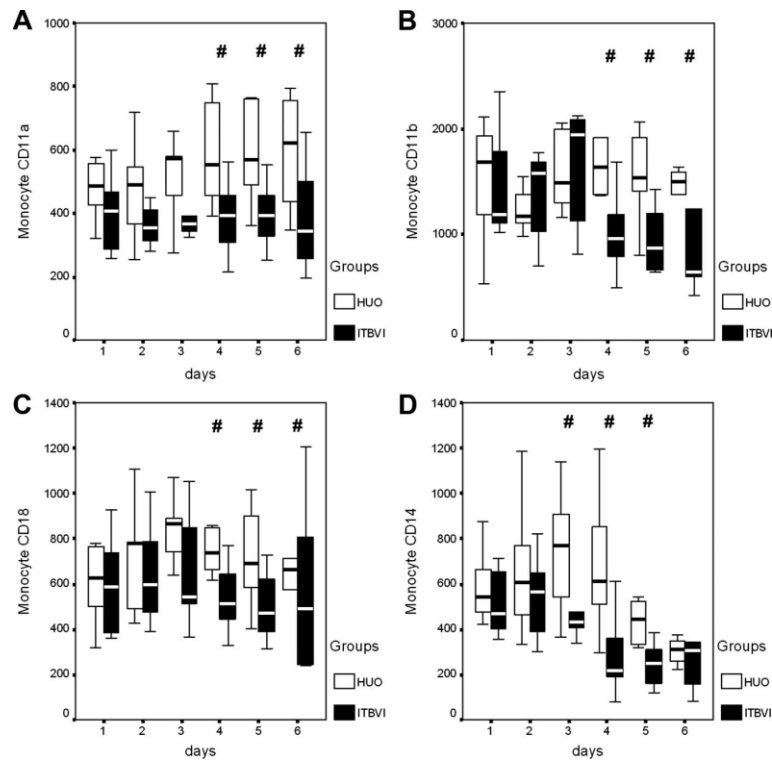 A
Monocyte CD11a
1000
800
600
400
200
0
# # #
1 2 3 4 5 6
days
Groups
HUO
ITBVI
B
Monocyte CD11b
3000
2000
1000
0
# # #
1 2 3 4 5 6
days
Groups
HUO
ITBVI
C
Monocyte CD18
1400
1200
1000
800
600
400
200
0
# # #
1 2 3 4 5 6
days
Groups
HUO
ITBVI
D
Monocyte CD14
1400
1200
1000
800
600
400
200
0
# # #
1 2 3 4 5 6
days
Groups
HUO
ITBVI